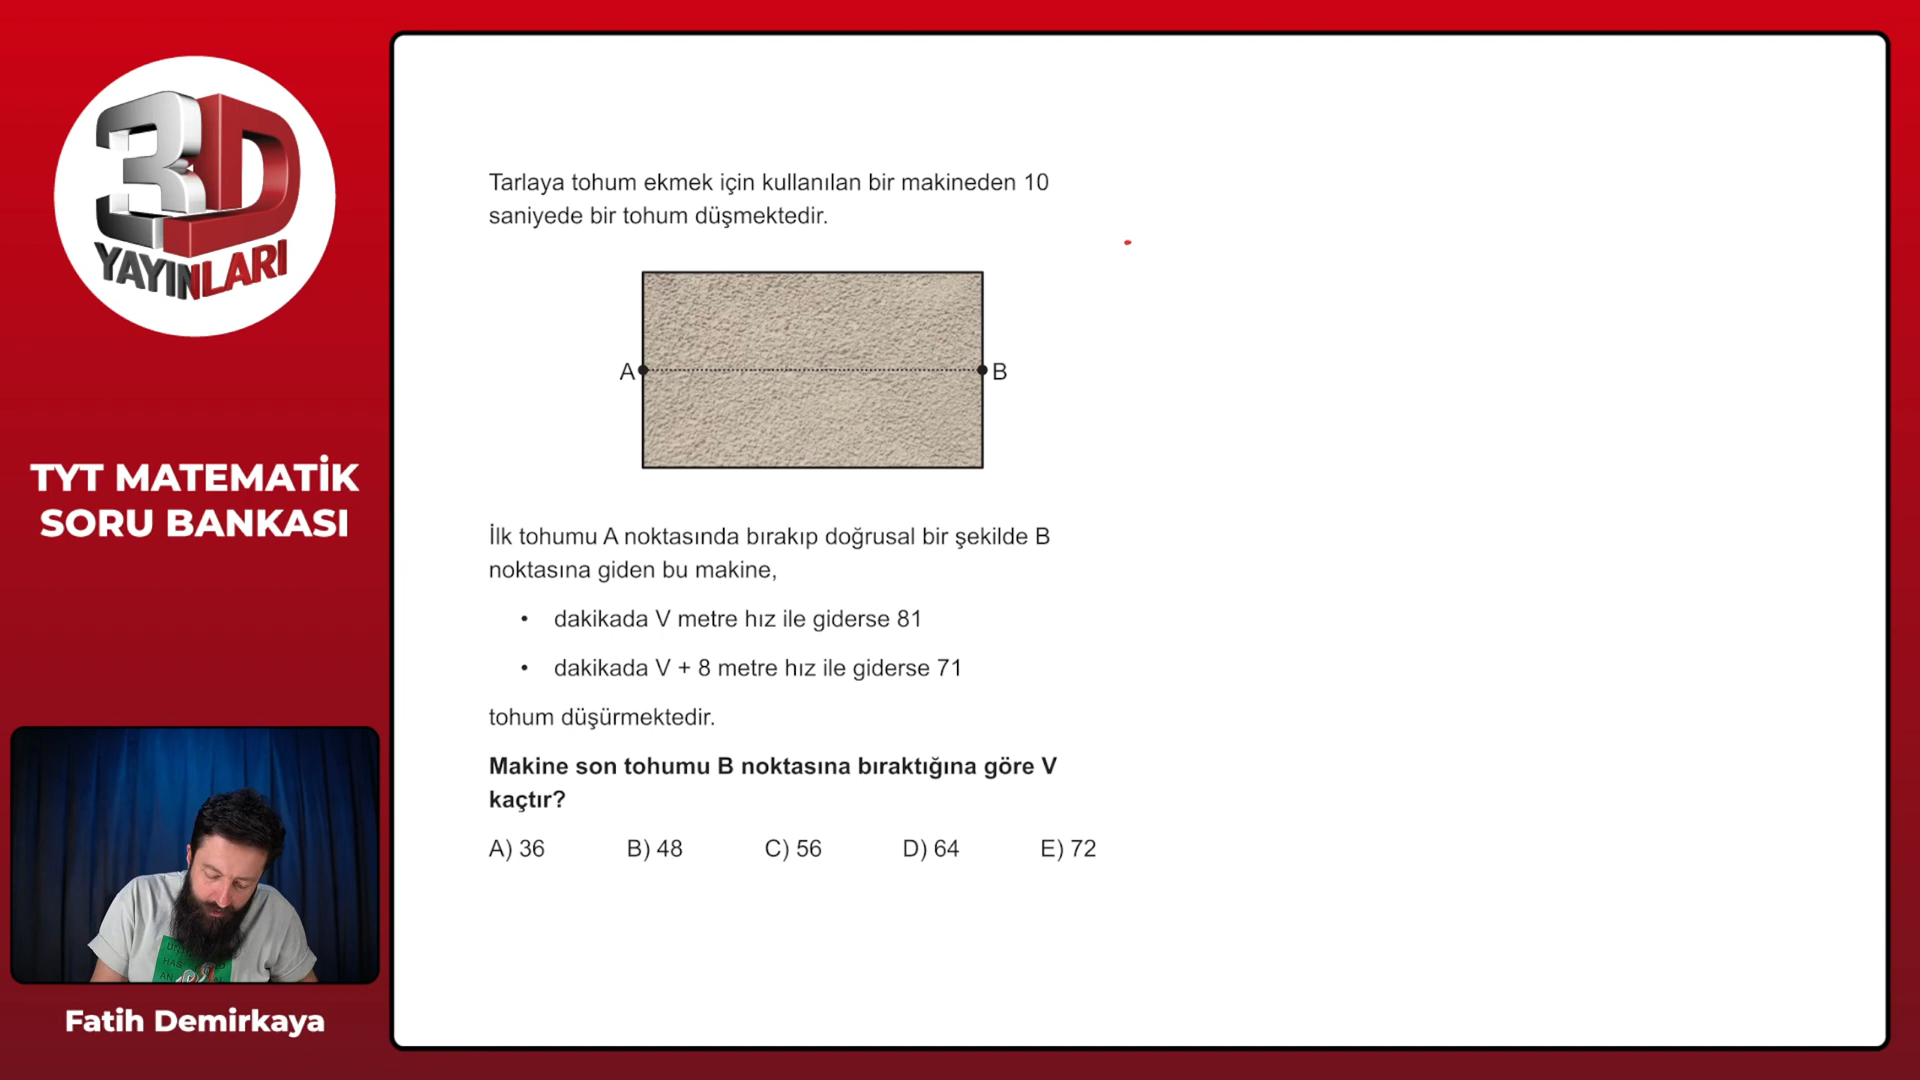 3D
YAYINLARI
TYT MATEMATİK
SORU BANKASI
Fatih Demirkaya
Tarlaya tohum ekmek için kullanılan bir makineden 10
saniyede bir tohum düşmektedir.
A
B
İlk tohumu A noktasında bırakıp doğrusal bir şekilde B
noktasına giden bu makine,
• dakikada V metre hız ile giderse 81
• dakikada V + 8 metre hız ile giderse 71
tohum düşürmektedir.
Makine son tohumu B noktasına bıraktığına göre V
kaçtır?
A) 36 B) 48 C) 56 D) 64 E) 72